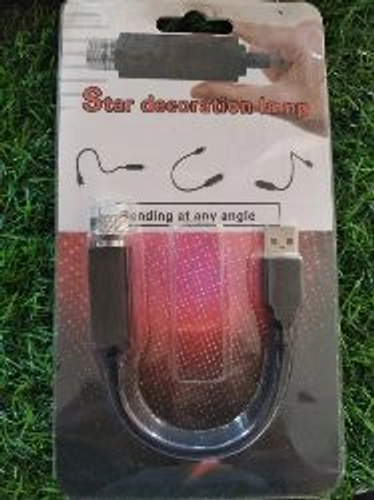 Star decoration lamp
Bending at any angle